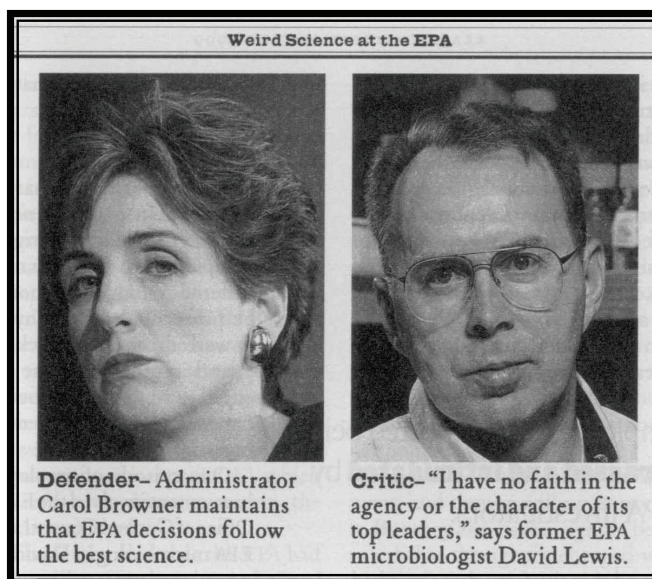 Weird Science at the EPA
Defender– Administrator
Carol Browner maintains
that EPA decisions follow
the best science.
Critic– “I have no faith in the
agency or the character of its
top leaders,” says former EPA
microbiologist David Lewis.